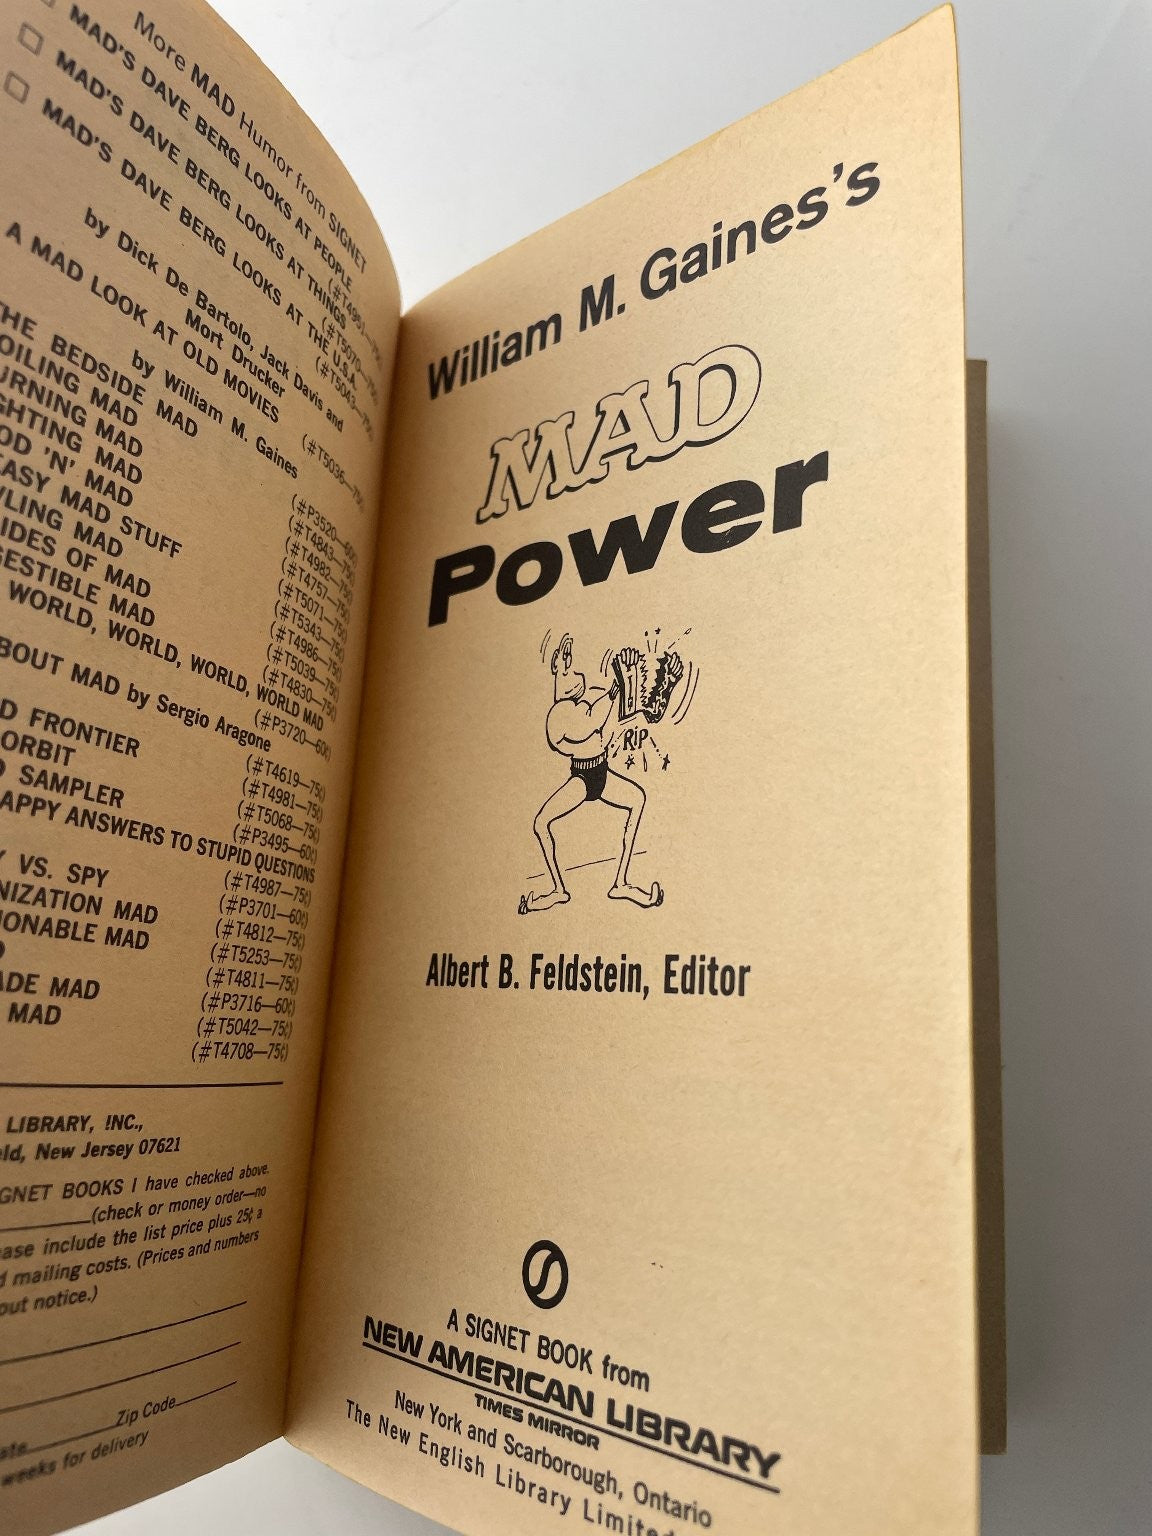 More MAD Humor from SIGNET
MAD'S DAVE BERG LOOKS AT PEOPLE
MAD'S DAVE BERG LOOKS AT THINGS (#T5070—75¢)
MAD'S DAVE BERG LOOKS AT THE U.S.A. (#T5043—75¢)
by Dick De Bartolo, Jack Davis and
Mort Drucker
A MAD LOOK AT OLD MOVIES (#T5036—75¢)
by William M. Gaines
THE BEDSIDE MAD (#P3520—60¢)
OILING MAD (#T4843—75¢)
URNING MAD (#T4982—75¢)
GHTING MAD (#T4757—75¢)
OD 'N' MAD (#T5071—75¢)
EASY MAD STUFF (#T5343—75¢)
WLING MAD (#T4986—75¢)
IDES OF MAD (#T5039—75¢)
GESTIBLE MAD (#T4830—75¢)
WORLD, WORLD, WORLD, WORLD MAD
(#P3720—60¢)
BOUT MAD by Sergio Aragone
(#T4619—75¢)
D FRONTIER (#T4981—75¢)
ORBIT (#T5068—75¢)
SAMPLER (#P3495—60¢)
APPY ANSWERS TO STUPID QUESTIONS
(#T4987—75¢)
Y VS. SPY (#P3701—60¢)
NIZATION MAD (#T4812—75¢)
IONABLE MAD (#T5253—75¢)
(#T4811—75¢)
ADE MAD (#P3716—60¢)
MAD (#T5042—75¢)
(#T4708—75¢)
LIBRARY, INC.,
eld, New Jersey 07621
IGNET BOOKS I have checked above.
(check or money order—no
ease include the list price plus 25¢ a
d mailing costs. (Prices and numbers
out notice.)
Zip Code
weeks for delivery
William M. Gaines's
MAD
Power
RIP
Albert B. Feldstein, Editor
A SIGNET BOOK from
NEW AMERICAN LIBRARY
TIMES MIRROR
New York and Scarborough, Ontario
The New English Library Limited